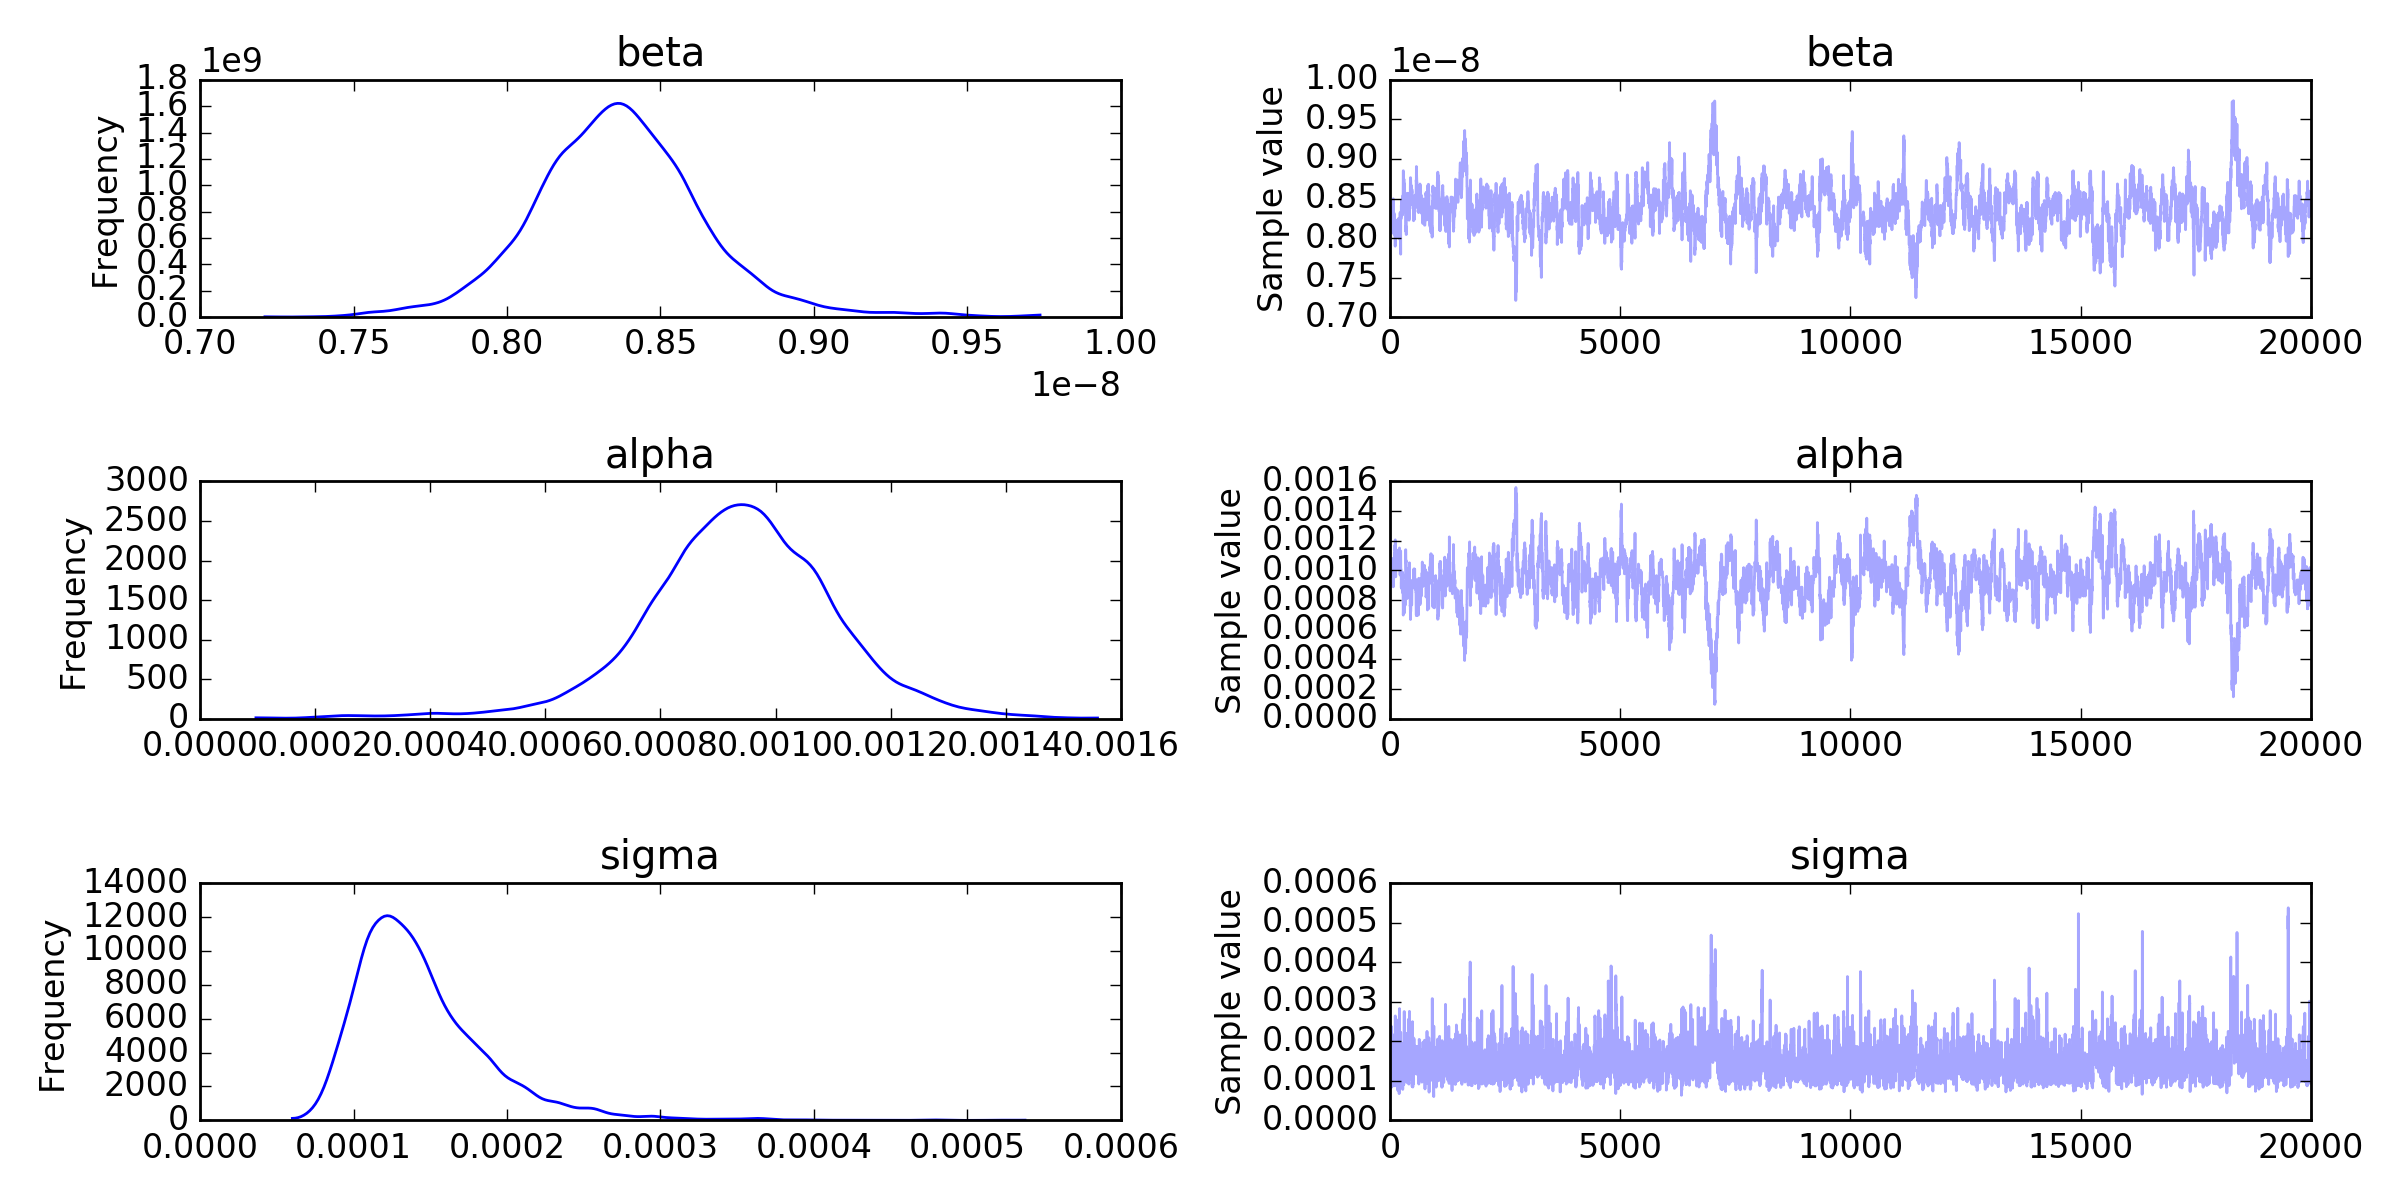 beta
1e9
1.8
1.6
1.4
1.2
1.0
0.8
0.6
0.4
0.2
0.0
Frequency
0.70 0.75 0.80 0.85 0.90 0.95 1.00
1e−8
beta
1e−8
1.00
0.95
0.90
0.85
0.80
0.75
0.70
Sample value
0 5000 10000 15000 20000
alpha
3000
2500
2000
1500
1000
500
0
Frequency
0.0000 0.0002 0.0004 0.0006 0.0008 0.0010 0.0012 0.0014 0.0016
alpha
0.0016
0.0014
0.0012
0.0010
0.0008
0.0006
0.0004
0.0002
0.0000
Sample value
0 5000 10000 15000 20000
sigma
14000
12000
10000
8000
6000
4000
2000
0
Frequency
0.0000 0.0001 0.0002 0.0003 0.0004 0.0005 0.0006
sigma
0.0006
0.0005
0.0004
0.0003
0.0002
0.0001
0.0000
Sample value
0 5000 10000 15000 20000